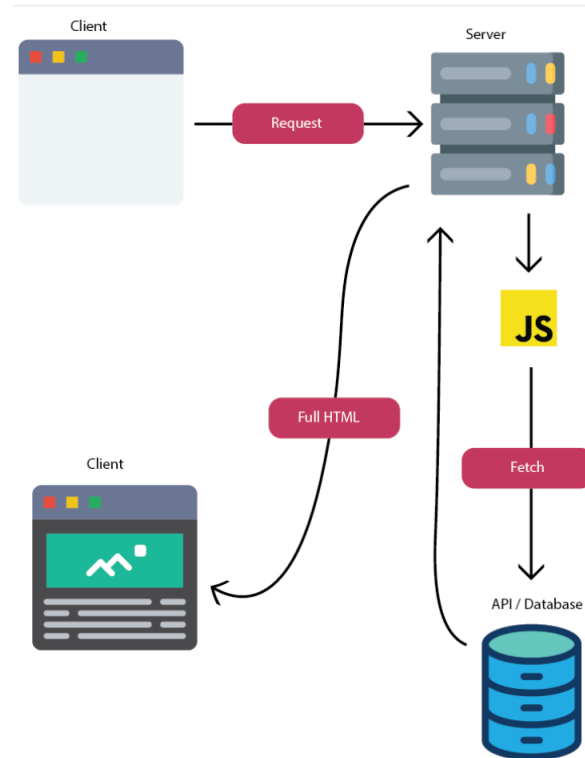 Client
Server
Request
JS
Full HTML
Fetch
Client
API / Database